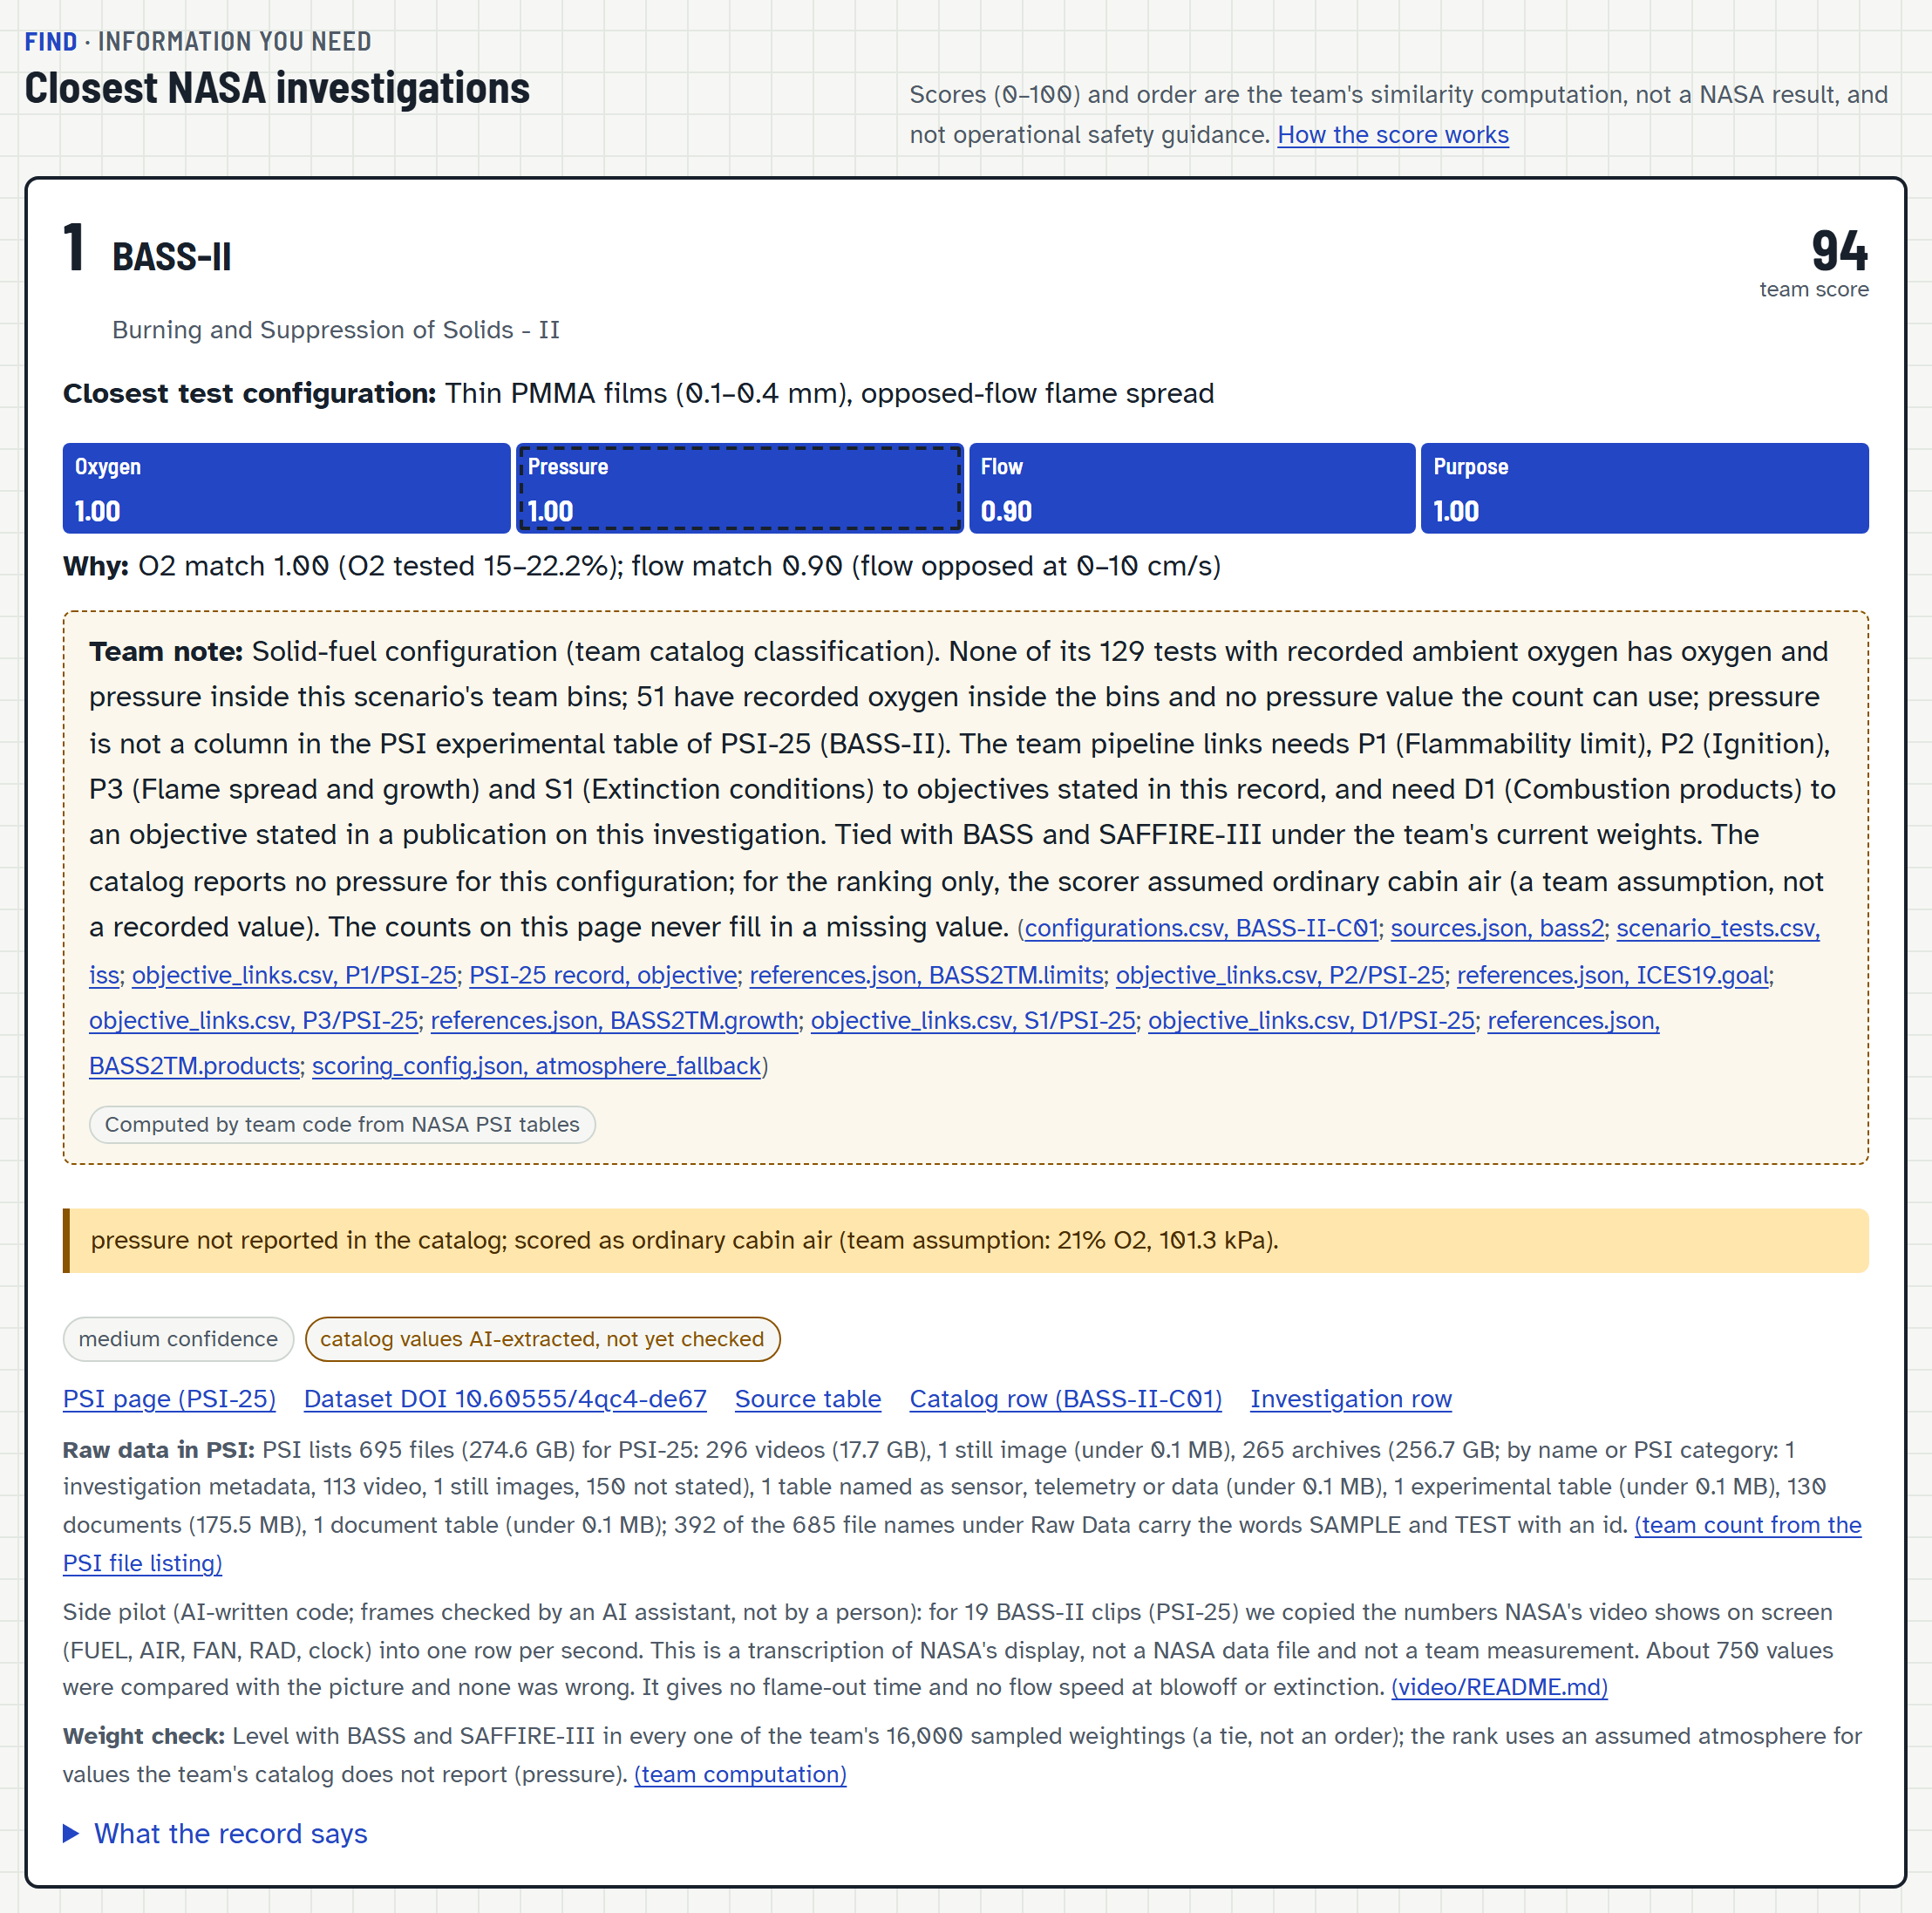 FIND · INFORMATION YOU NEED
Closest NASA investigations
Scores (0–100) and order are the team's similarity computation, not a NASA result, and
not operational safety guidance. How the score works
1 BASS-II
94
team score
Burning and Suppression of Solids - II
Closest test configuration: Thin PMMA films (0.1–0.4 mm), opposed-flow flame spread
Oxygen
1.00
Pressure
1.00
Flow
0.90
Purpose
1.00
Why: O2 match 1.00 (O2 tested 15–22.2%); flow match 0.90 (flow opposed at 0–10 cm/s)
Team note: Solid-fuel configuration (team catalog classification). None of its 129 tests with recorded ambient oxygen has oxygen and
pressure inside this scenario's team bins; 51 have recorded oxygen inside the bins and no pressure value the count can use; pressure
is not a column in the PSI experimental table of PSI-25 (BASS-II). The team pipeline links needs P1 (Flammability limit), P2 (Ignition),
P3 (Flame spread and growth) and S1 (Extinction conditions) to objectives stated in this record, and need D1 (Combustion products) to
an objective stated in a publication on this investigation. Tied with BASS and SAFFIRE-III under the team's current weights. The
catalog reports no pressure for this configuration; for the ranking only, the scorer assumed ordinary cabin air (a team assumption, not
a recorded value). The counts on this page never fill in a missing value. (configurations.csv, BASS-II-C01; sources.json, bass2; scenario_tests.csv,
iss; objective_links.csv, P1/PSI-25; PSI-25 record, objective; references.json, BASS2TM.limits; objective_links.csv, P2/PSI-25; references.json, ICES19.goal;
objective_links.csv, P3/PSI-25; references.json, BASS2TM.growth; objective_links.csv, S1/PSI-25; objective_links.csv, D1/PSI-25; references.json,
BASS2TM.products; scoring_config.json, atmosphere_fallback)
Computed by team code from NASA PSI tables
pressure not reported in the catalog; scored as ordinary cabin air (team assumption: 21% O2, 101.3 kPa).
medium confidence
catalog values AI-extracted, not yet checked
PSI page (PSI-25) Dataset DOI 10.60555/4qc4-de67 Source table Catalog row (BASS-II-C01) Investigation row
Raw data in PSI: PSI lists 695 files (274.6 GB) for PSI-25: 296 videos (17.7 GB), 1 still image (under 0.1 MB), 265 archives (256.7 GB; by name or PSI category: 1
investigation metadata, 113 video, 1 still images, 150 not stated), 1 table named as sensor, telemetry or data (under 0.1 MB), 1 experimental table (under 0.1 MB), 130
documents (175.5 MB), 1 document table (under 0.1 MB); 392 of the 685 file names under Raw Data carry the words SAMPLE and TEST with an id. (team count from the
PSI file listing)
Side pilot (AI-written code; frames checked by an AI assistant, not by a person): for 19 BASS-II clips (PSI-25) we copied the numbers NASA's video shows on screen
(FUEL, AIR, FAN, RAD, clock) into one row per second. This is a transcription of NASA's display, not a NASA data file and not a team measurement. About 750 values
were compared with the picture and none was wrong. It gives no flame-out time and no flow speed at blowoff or extinction. (video/README.md)
Weight check: Level with BASS and SAFFIRE-III in every one of the team's 16,000 sampled weightings (a tie, not an order); the rank uses an assumed atmosphere for
values the team's catalog does not report (pressure). (team computation)
What the record says